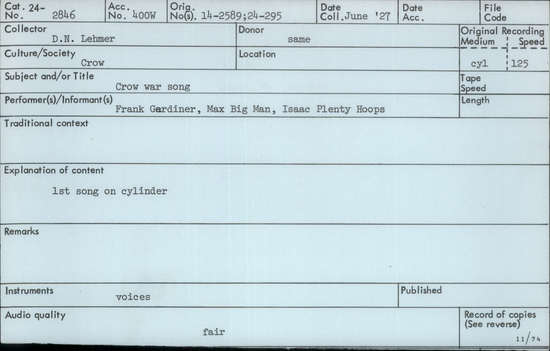 Cat. 24- 2846 Acc. No. 400W Orig. No(s). 14-2589;24-295 Date Coll. June '27 Date Acc. File Code
Collector D.N. Lehmer Donor same Original Recording Medium Speed
Culture/Society Crow Location cyl 125
Subject and/or Title Crow war song Tape Speed
Performer(s)/Informant(s) Frank Gardiner, Max Big Man, Isaac Plenty Hoops Length
Traditional context
Explanation of content
1st song on cylinder
Remarks
Instruments voices Published
Audio quality fair Record of copies (See reverse)
11/74